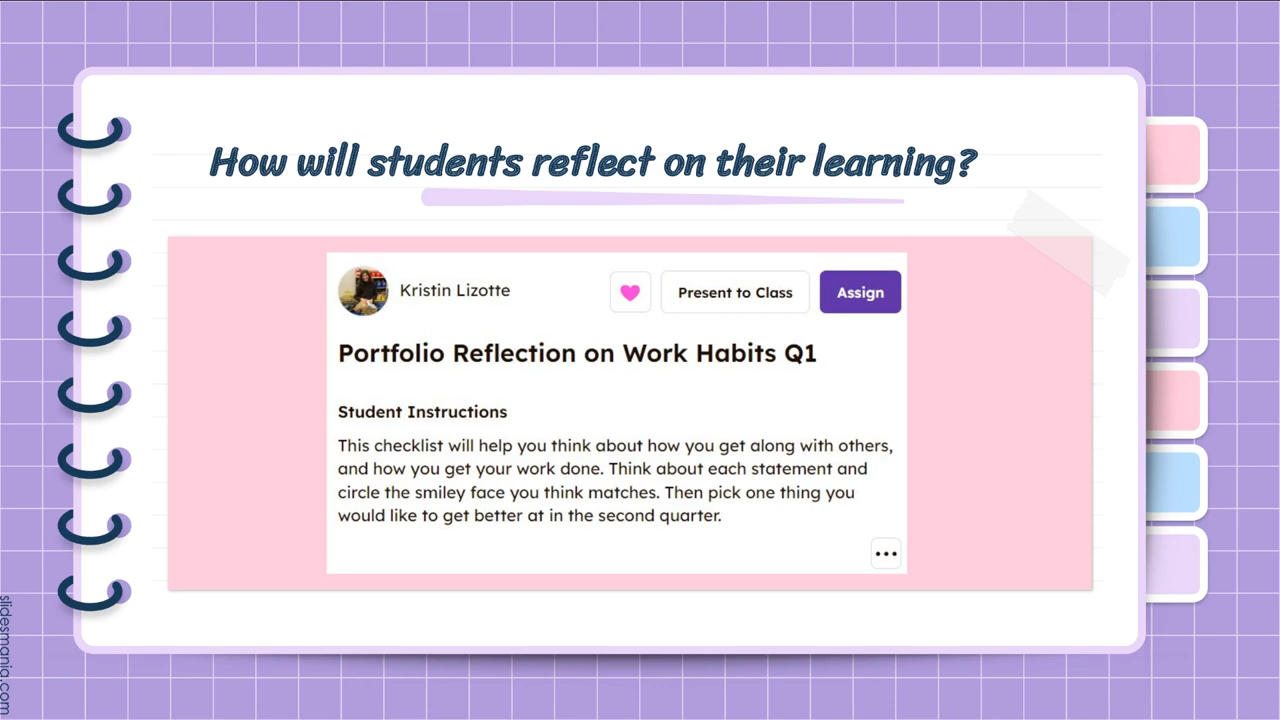 How will students reflect on their learning?
Kristin Lizotte
Present to Class
Assign
Portfolio Reflection on Work Habits Q1
Student Instructions
This checklist will help you think about how you get along with others,
and how you get your work done. Think about each statement and
circle the smiley face you think matches. Then pick one thing you
would like to get better at in the second quarter.
slidesmania.com